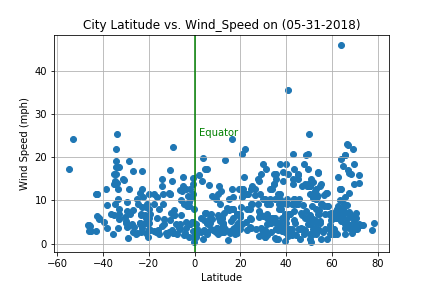 City Latitude vs. Wind_Speed on (05-31-2018)
Wind Speed (mph)
40
30
20
10
0
Equator
−60 −40 −20 0 20 40 60 80
Latitude